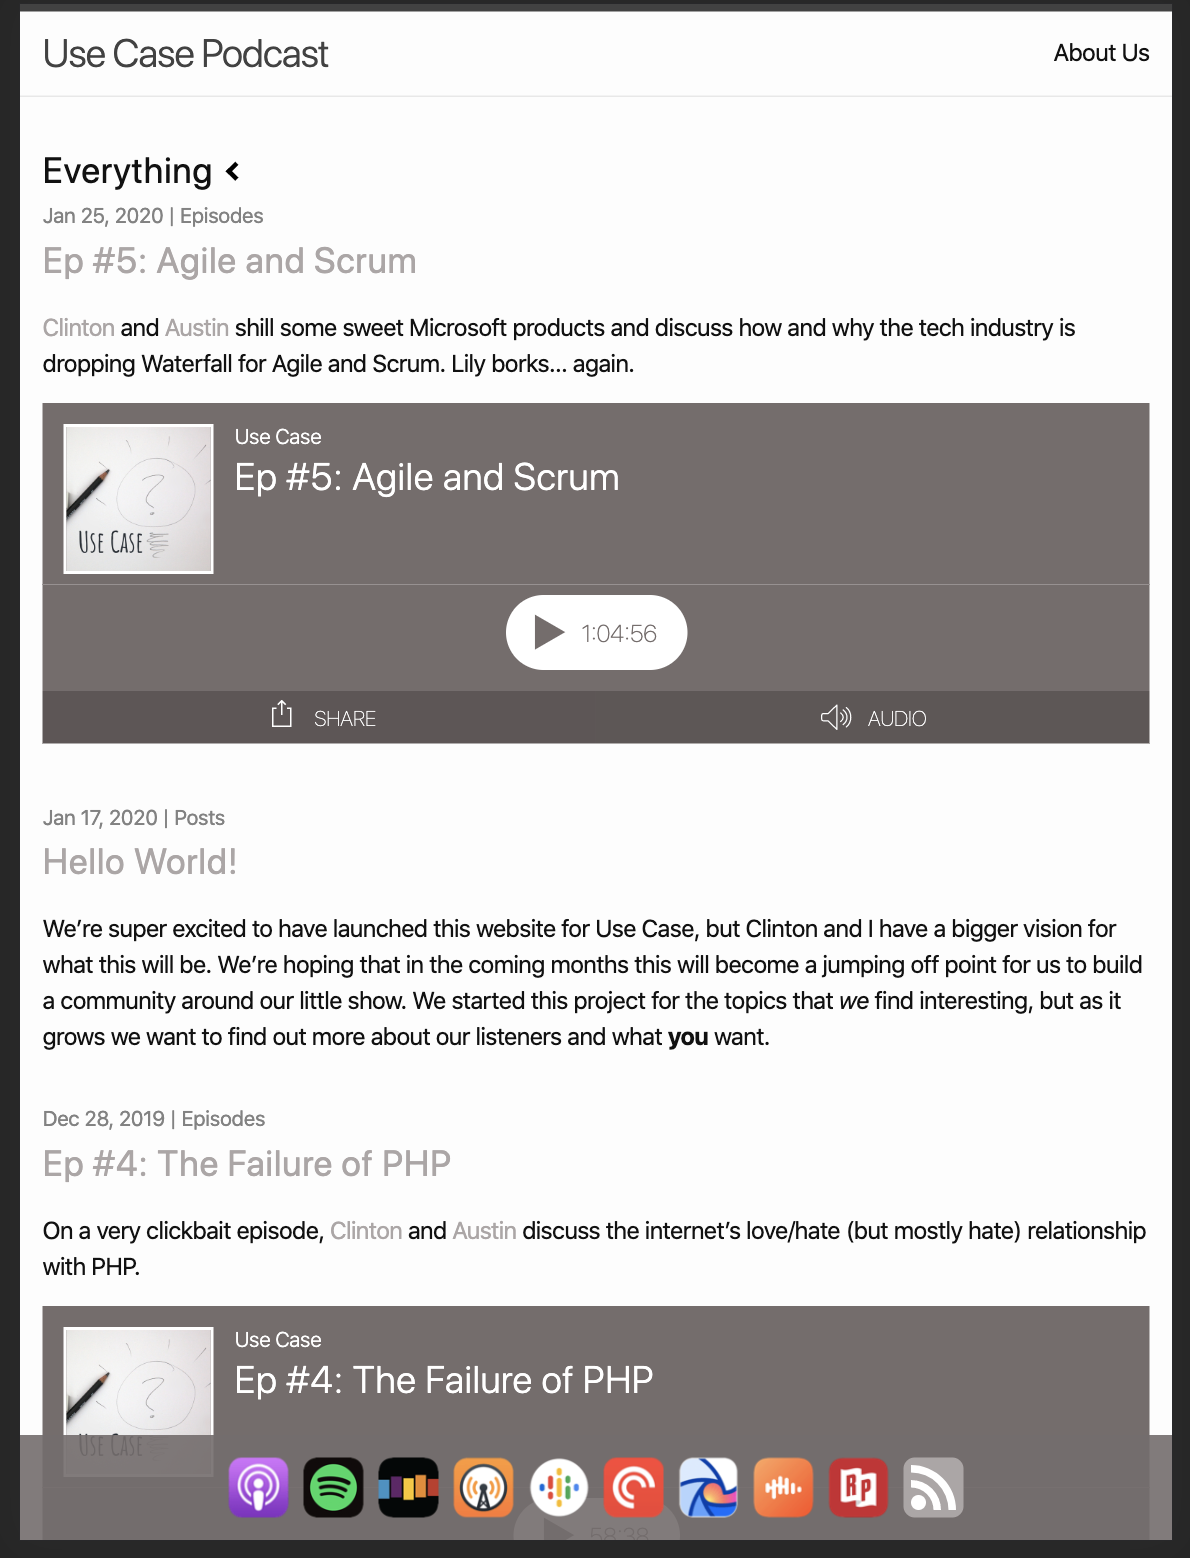 Use Case Podcast
About Us
Everything
Jan 25, 2020 | Episodes
Ep #5: Agile and Scrum
Clinton and Austin shill some sweet Microsoft products and discuss how and why the tech industry is
dropping Waterfall for Agile and Scrum. Lily borks... again.
USE CASE
Use Case
Ep #5: Agile and Scrum
1:04:56
SHARE
AUDIO
Jan 17, 2020 | Posts
Hello World!
We’re super excited to have launched this website for Use Case, but Clinton and I have a bigger vision for
what this will be. We’re hoping that in the coming months this will become a jumping off point for us to build
a community around our little show. We started this project for the topics that we find interesting, but as it
grows we want to find out more about our listeners and what you want.
Dec 28, 2019 | Episodes
Ep #4: The Failure of PHP
On a very clickbait episode, Clinton and Austin discuss the internet’s love/hate (but mostly hate) relationship
with PHP.
USE CASE
Use Case
Ep #4: The Failure of PHP
RP
58:38